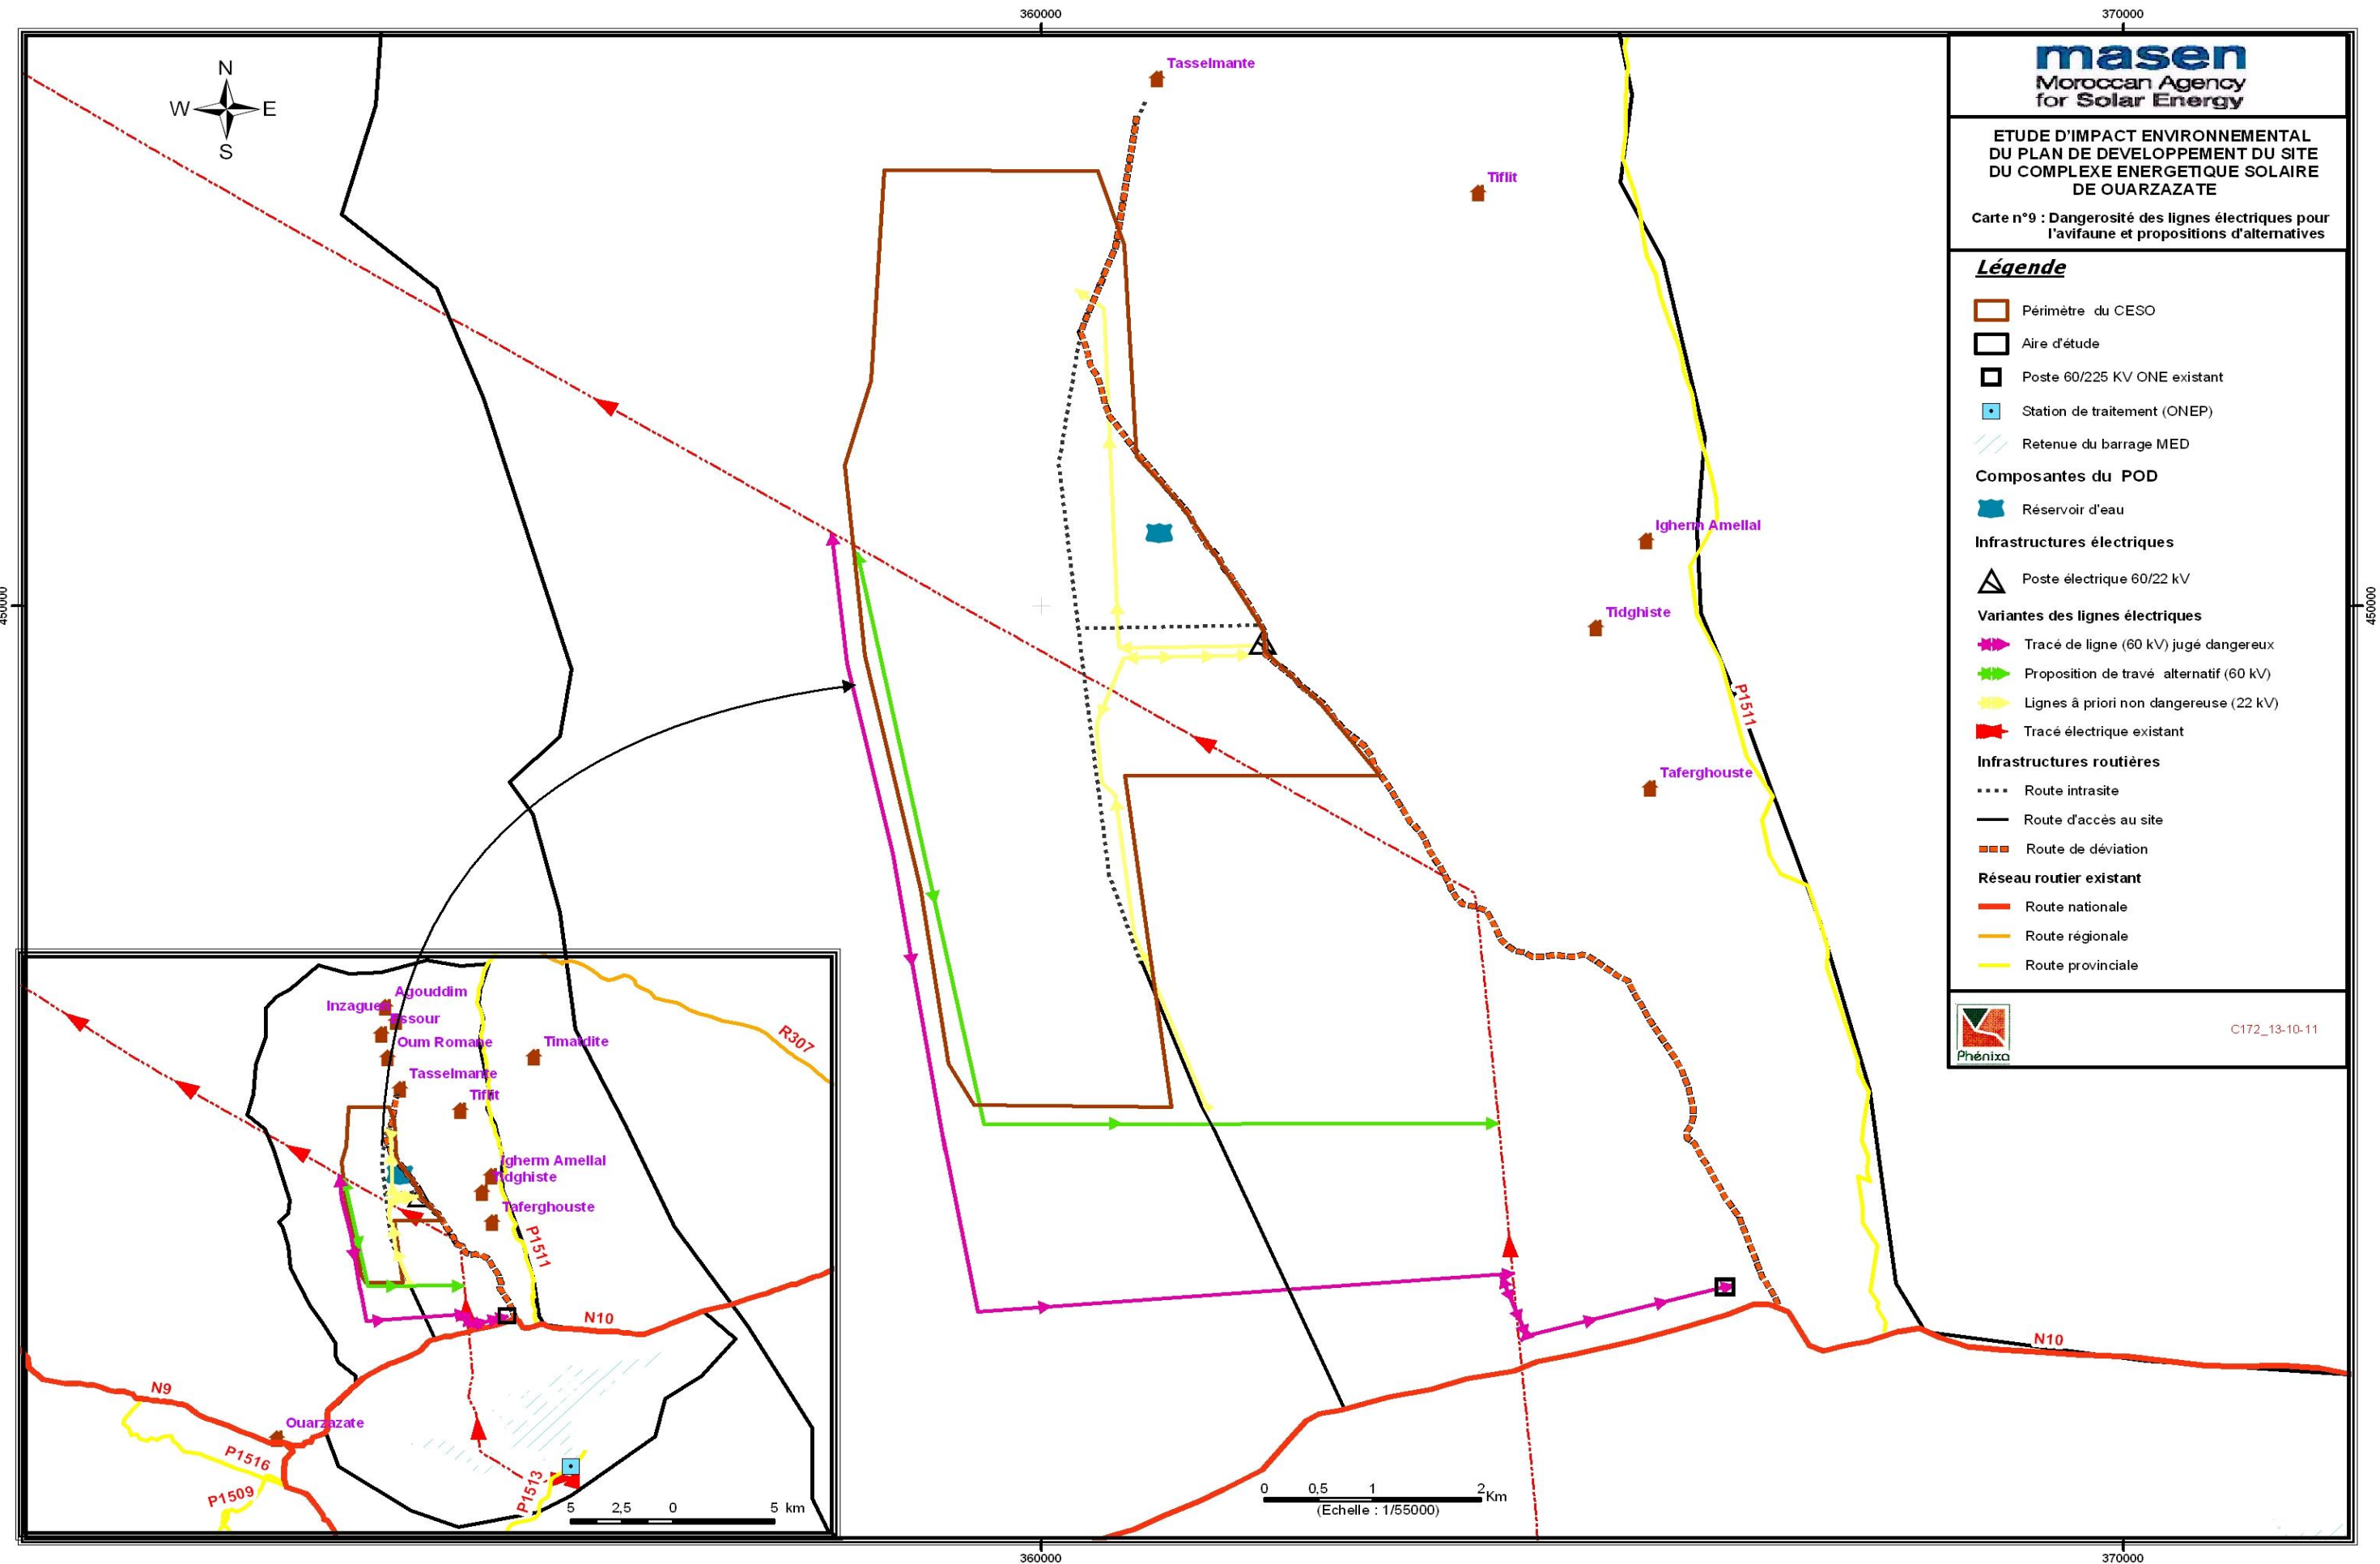 360000
370000
N
W
E
S
Tasselmante
Tiflit
Igherm Amellal
Tidghiste
Taferghouste
P1511
N10
450000
450000
masen
Moroccan Agency
for Solar Energy
ETUDE D'IMPACT ENVIRONNEMENTAL
DU PLAN DE DEVELOPPEMENT DU SITE
DU COMPLEXE ENERGETIQUE SOLAIRE
DE OUARZAZATE
Carte n°9 : Dangerosité des lignes électriques pour
l'avifaune et propositions d'alternatives
Légende
Périmètre du CESO
Aire d'étude
Poste 60/225 KV ONE existant
Station de traitement (ONEP)
Retenue du barrage MED
Composantes du POD
Réservoir d'eau
Infrastructures électriques
Poste électrique 60/22 kV
Variantes des lignes électriques
Tracé de ligne (60 kV) jugé dangereux
Proposition de travé alternatif (60 kV)
Lignes â priori non dangereuse (22 kV)
Tracé électrique existant
Infrastructures routières
Route intrasite
Route d'accès au site
Route de déviation
Réseau routier existant
Route nationale
Route régionale
Route provinciale
Phénixa
C172_13-10-11
Agouddim
Oum Romane
Tasselmante
Timatdite
Tiflit
R307
Igherm Amellal
Tidghiste
Taferghouste
P1511
N10
N9
Ouarzazate
P1516
P1509
P1513
5 2,5 0 5 km
0 0,5 1 2 Km
(Echelle : 1/55000)
360000
370000